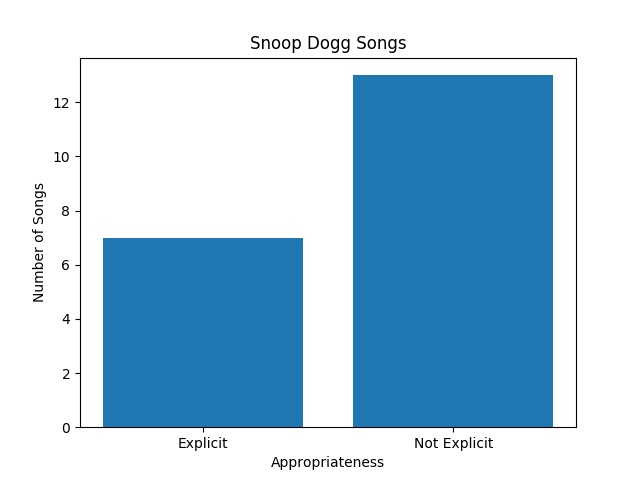 Snoop Dogg Songs
12
10
8
6
4
2
0
Number of Songs
Explicit
Not Explicit
Appropriateness